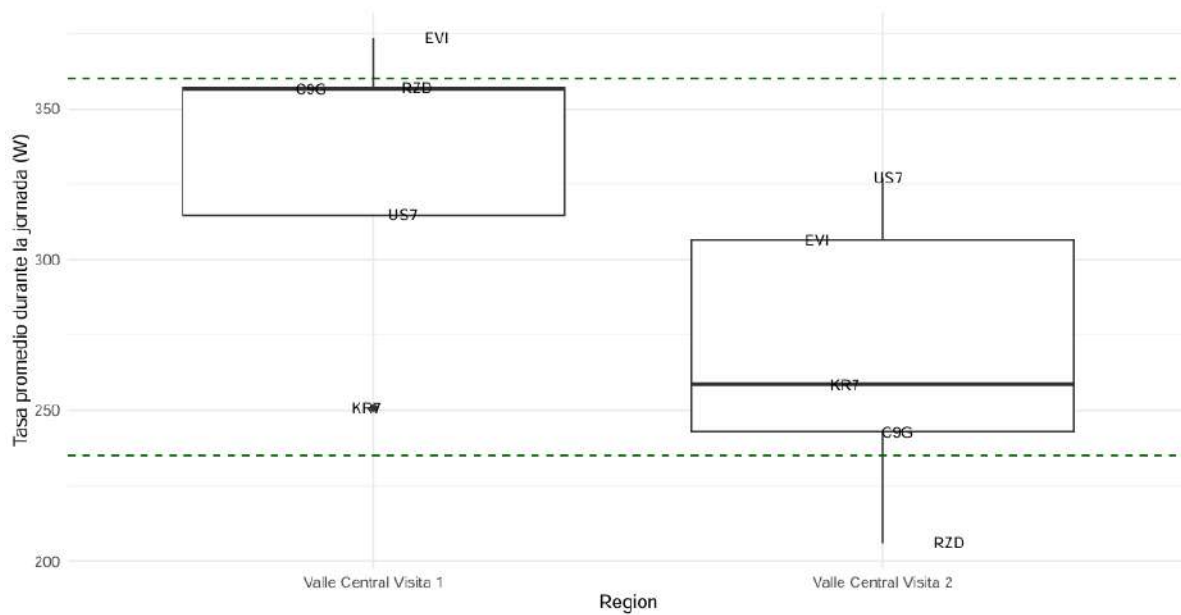 EVI
C9G RZD
350
US7
US7
EVI
300
KR7
KR7
250
C9G
RZD
200
Tasa promedio durante la jornada (W)
Valle Central Visita 1 Valle Central Visita 2
Region